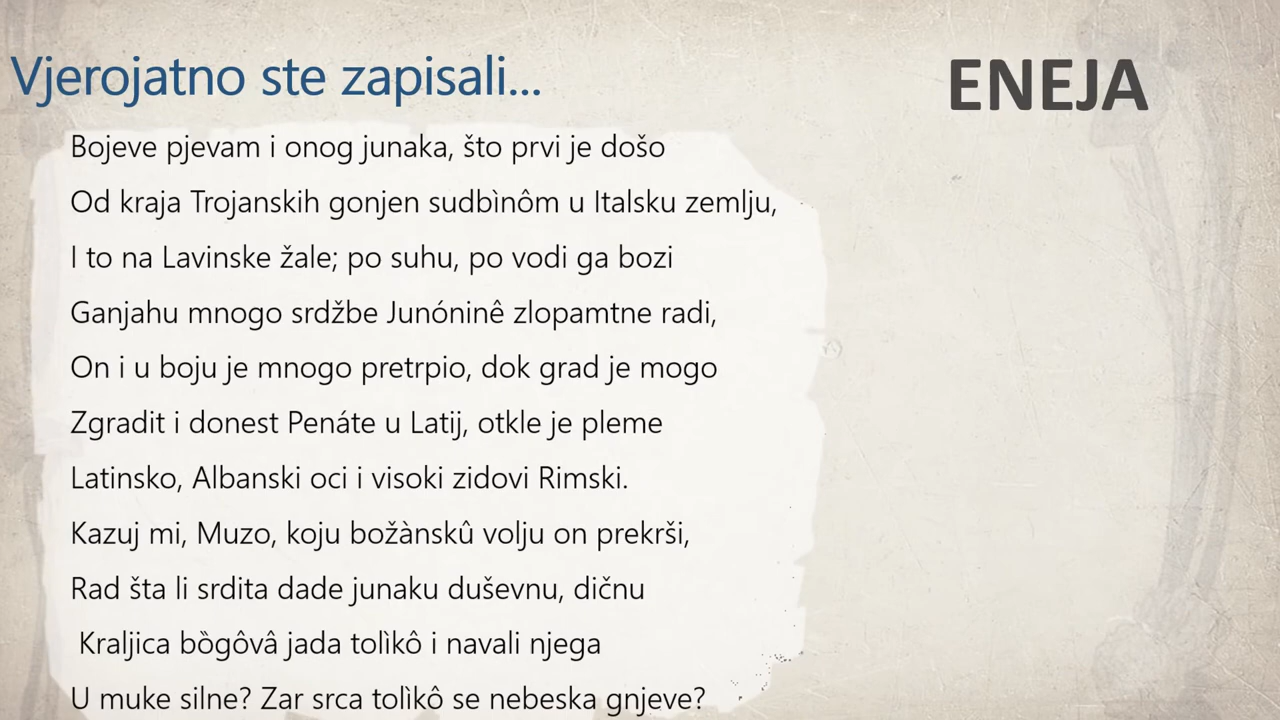 Vjerojatno ste zapisali...
ENEJA
Bojeve pjevam i onog junaka, što prvi je došo
Od kraja Trojanskih gonjen sudbìnôm u Italsku zemlju,
I to na Lavinske žale; po suhu, po vodi ga bozi
Ganjahu mnogo srdžbe Junóninê zlopamtne radi,
On i u boju je mnogo pretrpio, dok grad je mogo
Zgradit i donest Penáte u Latij, otkle je pleme
Latinsko, Albanski oci i visoki zidovi Rimski.
Kazuj mi, Muzo, koju božànskû volju on prekrši,
Rad šta li srdita dade junaku duševnu, dičnu
Kraljica bògôvâ jada tolìkô i navali njega
U muke silne? Zar srca tolìkô se nebeska gnjeve?